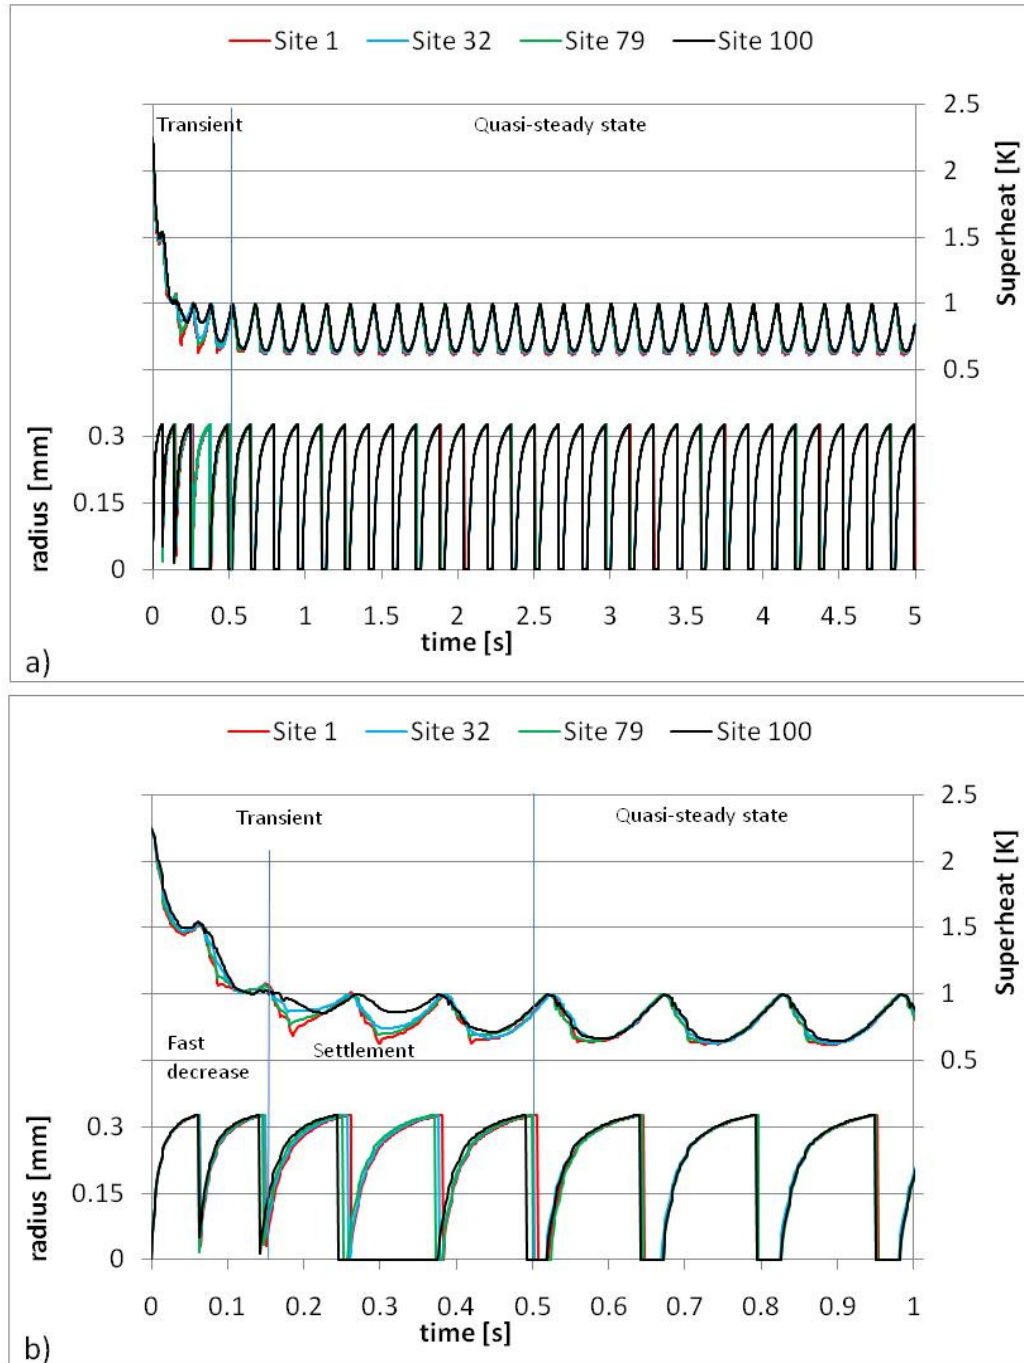 Site 1 Site 32 Site 79 Site 100
2.5
Transient Quasi-steady state
2
1.5
1
0.5
Superheat [K]
0.3
0.15
0
radius [mm]
0 0.5 1 1.5 2 2.5 3 3.5 4 4.5 5
time [s]
a)
Site 1 Site 32 Site 79 Site 100
2.5
Transient Quasi-steady state
2
1.5
1
Fast
decrease
Settlement
0.5
Superheat [K]
0.3
0.15
0
radius [mm]
0 0.1 0.2 0.3 0.4 0.5 0.6 0.7 0.8 0.9 1
time [s]
b)